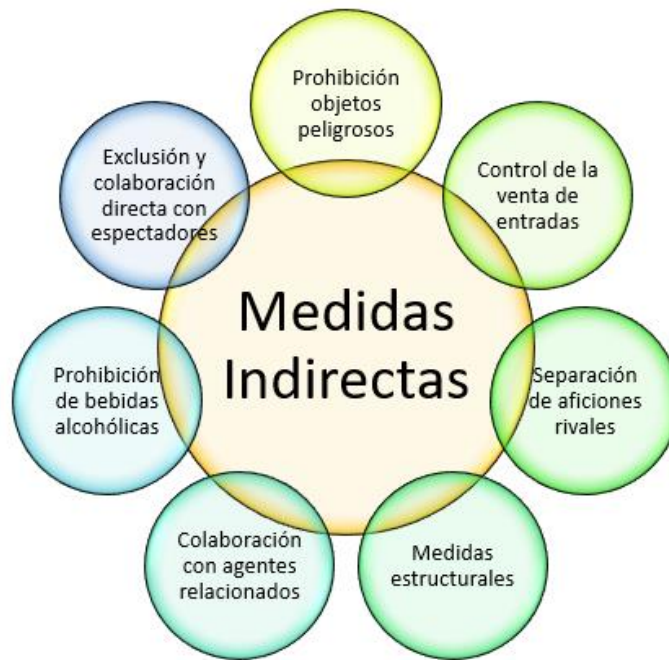 Prohibición
objetos
peligrosos
Control de la
venta de
entradas
Separación
de aficiones
rivales
Medidas
estructurales
Colaboración
con agentes
relacionados
Prohibición
de bebidas
alcohólicas
Exclusión y
colaboración
directa con
espectadores
Medidas
Indirectas